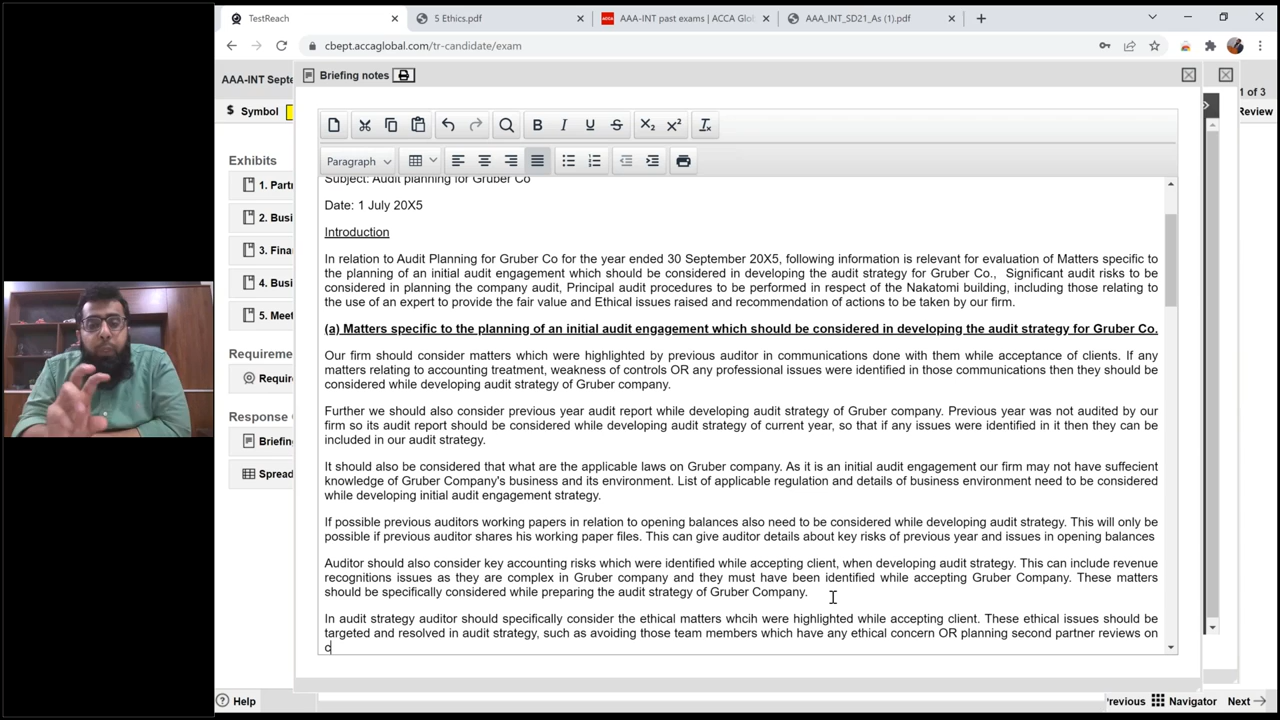 TestReach
5 Ethics.pdf
AAA-INT past exams | ACCA Glo
AAA_INT_SD21_As (1).pdf
cbept.accaglobal.com/tr-candidate/exam
AAA-INT Septe
Briefing notes
1 of 3
$ Symbol
Review
Exhibits
1. Partn
2. Busi
3. Fina
4. Busi
5. Meet
Requireme
Requir
Response O
Briefin
Spread
Paragraph
Subject: Audit planning for Gruber Co
Date: 1 July 20X5
Introduction
In relation to Audit Planning for Gruber Co for the year ended 30 September 20X5, following information is relevant for evaluation of Matters specific to
the planning of an initial audit engagement which should be considered in developing the audit strategy for Gruber Co., Significant audit risks to be
considered in planning the company audit, Principal audit procedures to be performed in respect of the Nakatomi building, including those relating to
the use of an expert to provide the fair value and Ethical issues raised and recommendation of actions to be taken by our firm.
(a) Matters specific to the planning of an initial audit engagement which should be considered in developing the audit strategy for Gruber Co.
Our firm should consider matters which were highlighted by previous auditor in communications done with them while acceptance of clients. If any
matters relating to accounting treatment, weakness of controls OR any professional issues were identified in those communications then they should be
considered while developing audit strategy of Gruber company.
Further we should also consider previous year audit report while developing audit strategy of Gruber company. Previous year was not audited by our
firm so its audit report should be considered while developing audit strategy of current year, so that if any issues were identified in it then they can be
included in our audit strategy.
It should also be considered that what are the applicable laws on Gruber company. As it is an initial audit engagement our firm may not have suffecient
knowledge of Gruber Company's business and its environment. List of applicable regulation and details of business environment need to be considered
while developing initial audit engagement strategy.
If possible previous auditors working papers in relation to opening balances also need to be considered while developing audit strategy. This will only be
possible if previous auditor shares his working paper files. This can give auditor details about key risks of previous year and issues in opening balances
Auditor should also consider key accounting risks which were identified while accepting client, when developing audit strategy. This can include revenue
recognitions issues as they are complex in Gruber company and they must have been identified while accepting Gruber Company. These matters
should be specifically considered while preparing the audit strategy of Gruber Company.
In audit strategy auditor should specifically consider the ethical matters whcih were highlighted while accepting client. These ethical issues should be
targeted and resolved in audit strategy, such as avoiding those team members which have any ethical concern OR planning second partner reviews on
c
Help
revious
Navigator
Next